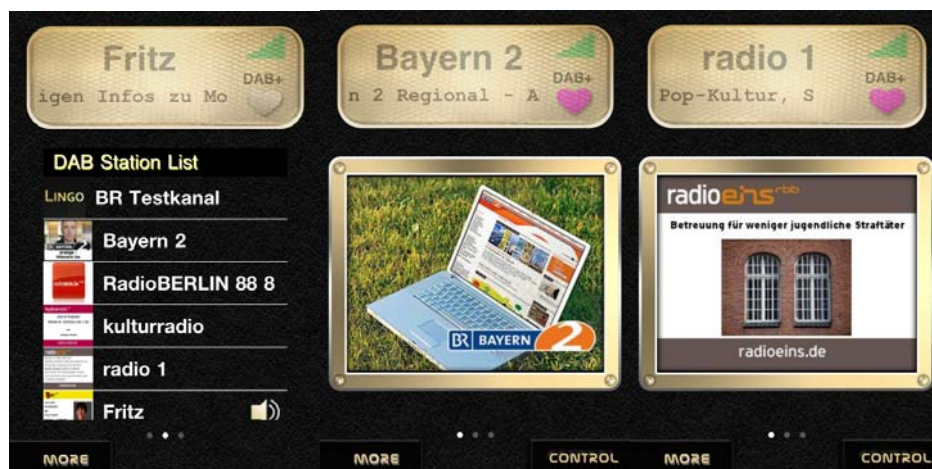 Fritz
DAB+
igen Infos zu Mo
DAB Station List
LINGO BR Testkanal
Bayern 2
RadioBERLIN 88 8
kulturradio
radio 1
Fritz
MORE
Bayern 2
DAB+
n 2 Regional - A
BR BAYERN 2
MORE CONTROL
radio 1
DAB+
Pop-Kultur, S
radioeins rbb
Betreuung für weniger jugendliche Straftäter
radioeins.de
MORE CONTROL